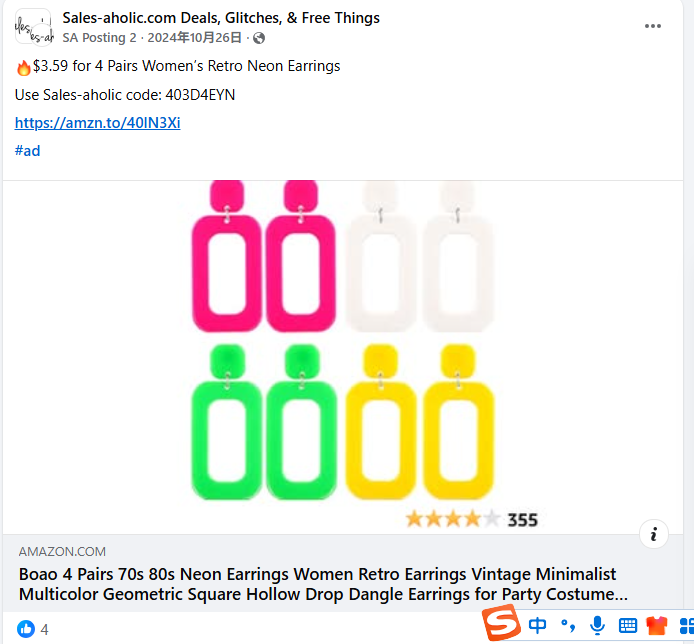 Sales-aholic.com Deals, Glitches, & Free Things
SA Posting 2 · 2024年10月26日 ·
🔥$3.59 for 4 Pairs Women's Retro Neon Earrings
Use Sales-aholic code: 403D4EYN
https://amzn.to/40lN3Xi
#ad
355
AMAZON.COM
Boao 4 Pairs 70s 80s Neon Earrings Women Retro Earrings Vintage Minimalist
Multicolor Geometric Square Hollow Drop Dangle Earrings for Party Costume...
4
中